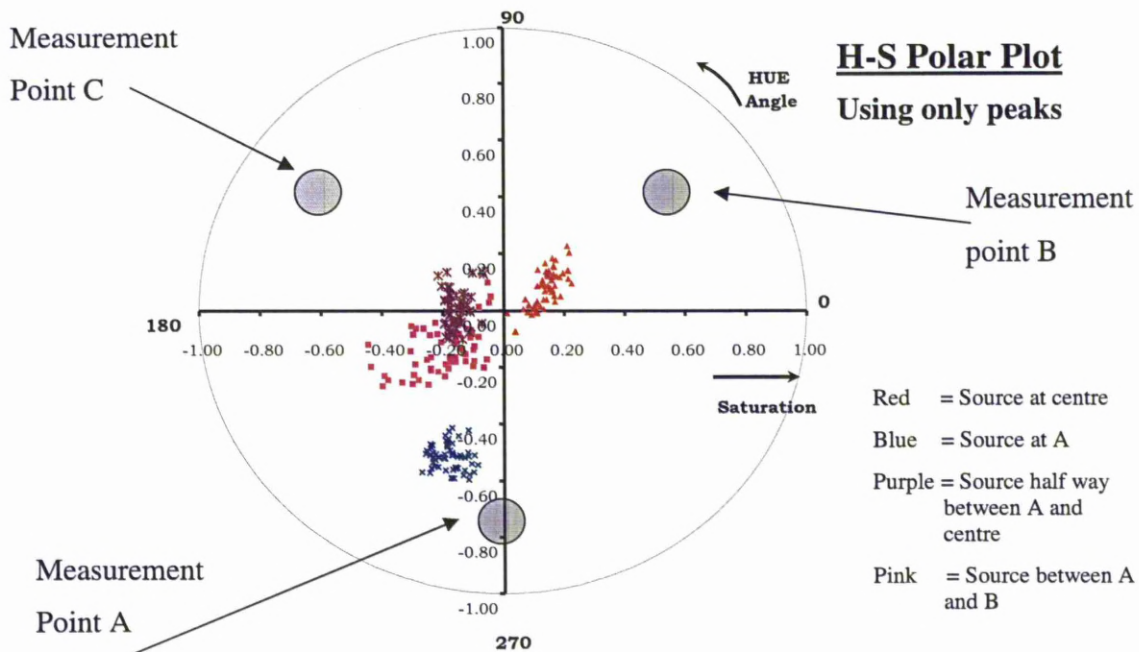 Measurement
Point C
90
H-S Polar Plot
Using only peaks
HUE
Angle
1.00
0.80
0.60
0.40
0.20
0.00
-0.20
-0.40
-0.60
-0.80
-1.00
Measurement
point B
0
180
-1.00 -0.80 -0.60 -0.40 -0.20 0.00 0.20 0.40 0.60 0.80 1.00
Saturation
Red = Source at centre
Blue = Source at A
Purple = Source half way
between A and
centre
Pink = Source between A
and B
Measurement
Point A
270